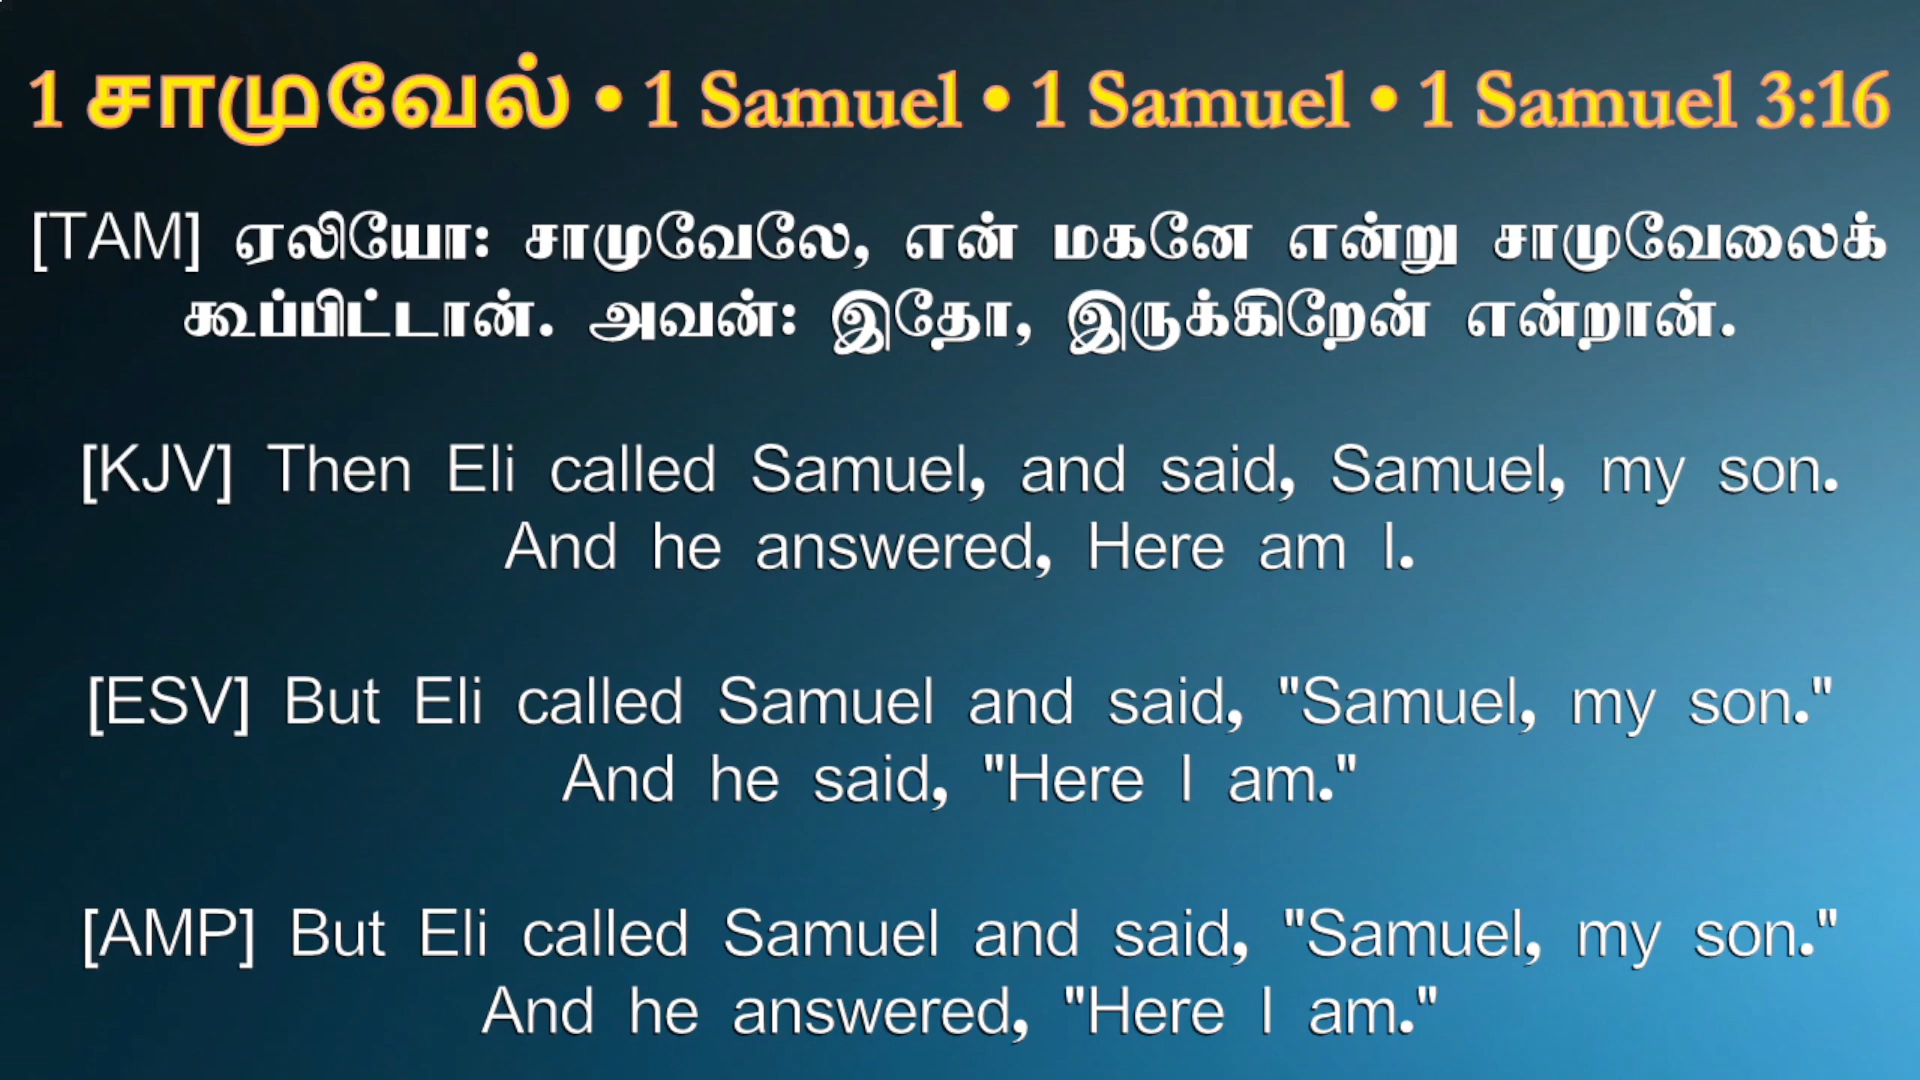 1 சாமுவேல் • 1 Samuel • 1 Samuel • 1 Samuel 3:16
[TAM] ஏலியோ: சாமுவேலே, என் மகனே என்று சாமுவேலைக்
கூப்பிட்டான். அவன்: இதோ, இருக்கிறேன் என்றான்.
[KJV] Then Eli called Samuel, and said, Samuel, my son.
And he answered, Here am I.
[ESV] But Eli called Samuel and said, "Samuel, my son."
And he said, "Here I am."
[AMP] But Eli called Samuel and said, "Samuel, my son."
And he answered, "Here I am."